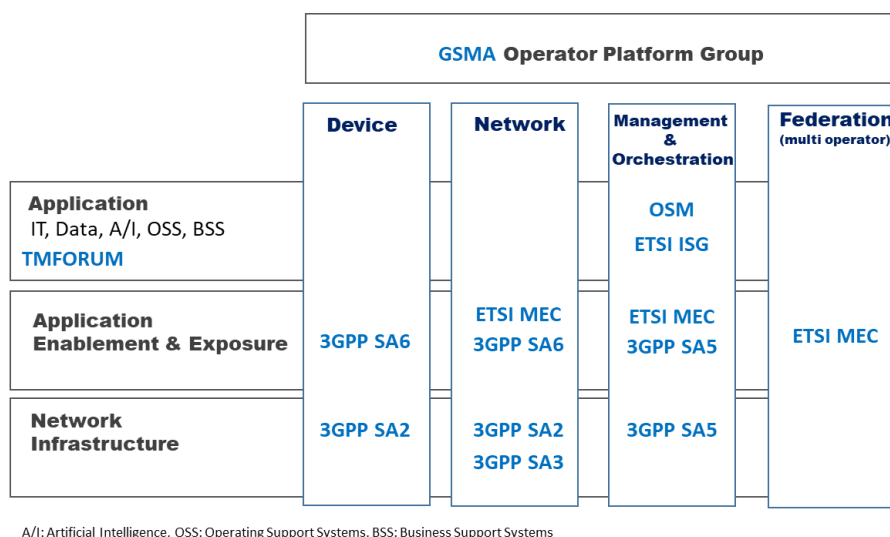 GSMA Operator Platform Group
Device
Network
Management
&
Orchestration
Federation
(multi operator)
Application
IT, Data, A/I, OSS, BSS
TMFORUM
OSM
ETSI ISG
Application
Enablement & Exposure
3GPP SA6
ETSI MEC
3GPP SA6
ETSI MEC
3GPP SA5
ETSI MEC
Network
Infrastructure
3GPP SA2
3GPP SA2
3GPP SA3
3GPP SA5
A/I: Artificial Intelligence, OSS: Operating Support Systems, BSS: Business Support Systems